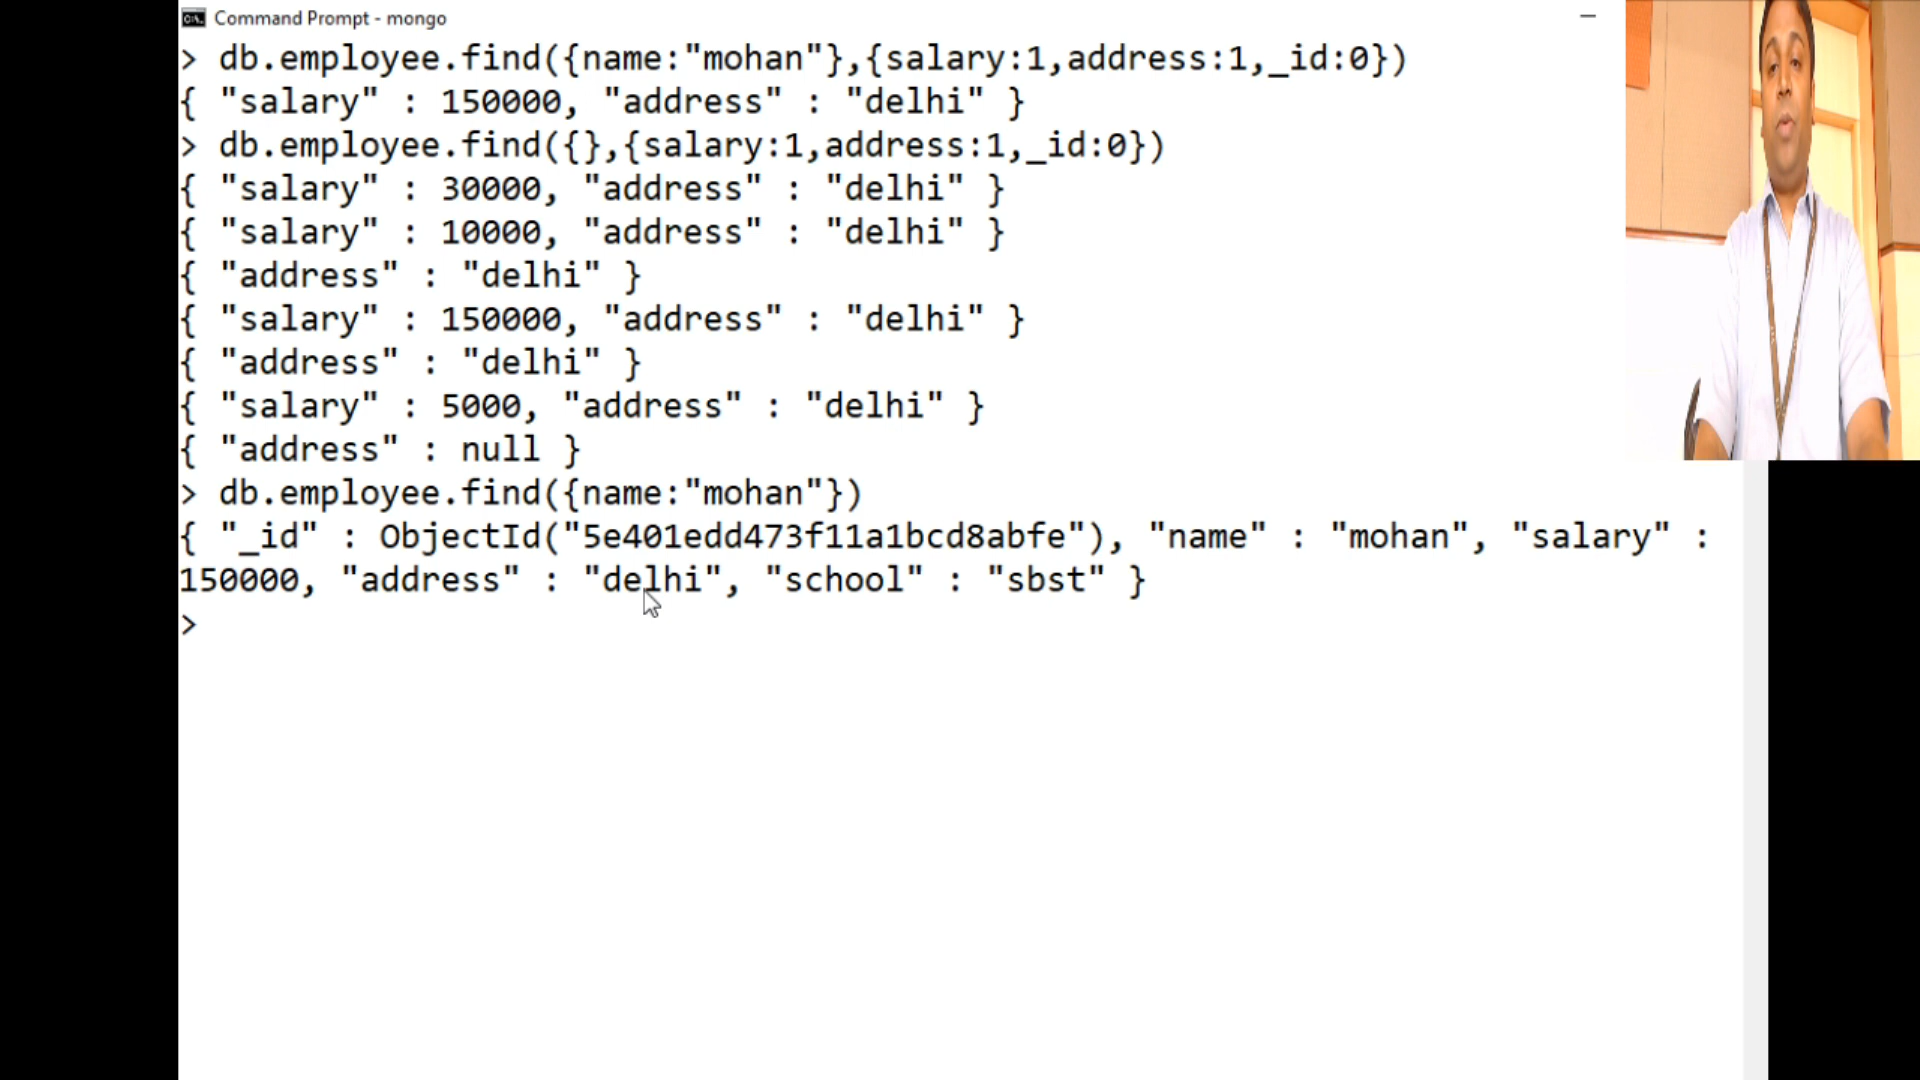 Command Prompt - mongo
> db.employee.find({name:"mohan"},{salary:1,address:1,_id:0})
{ "salary" : 150000, "address" : "delhi" }
> db.employee.find({},{salary:1,address:1,_id:0})
{ "salary" : 30000, "address" : "delhi" }
{ "salary" : 10000, "address" : "delhi" }
{ "address" : "delhi" }
{ "salary" : 150000, "address" : "delhi" }
{ "address" : "delhi" }
{ "salary" : 5000, "address" : "delhi" }
{ "address" : null }
> db.employee.find({name:"mohan"})
{ "_id" : ObjectId("5e401edd473f11a1bcd8abfe"), "name" : "mohan", "salary" :
150000, "address" : "delhi", "school" : "sbst" }
>